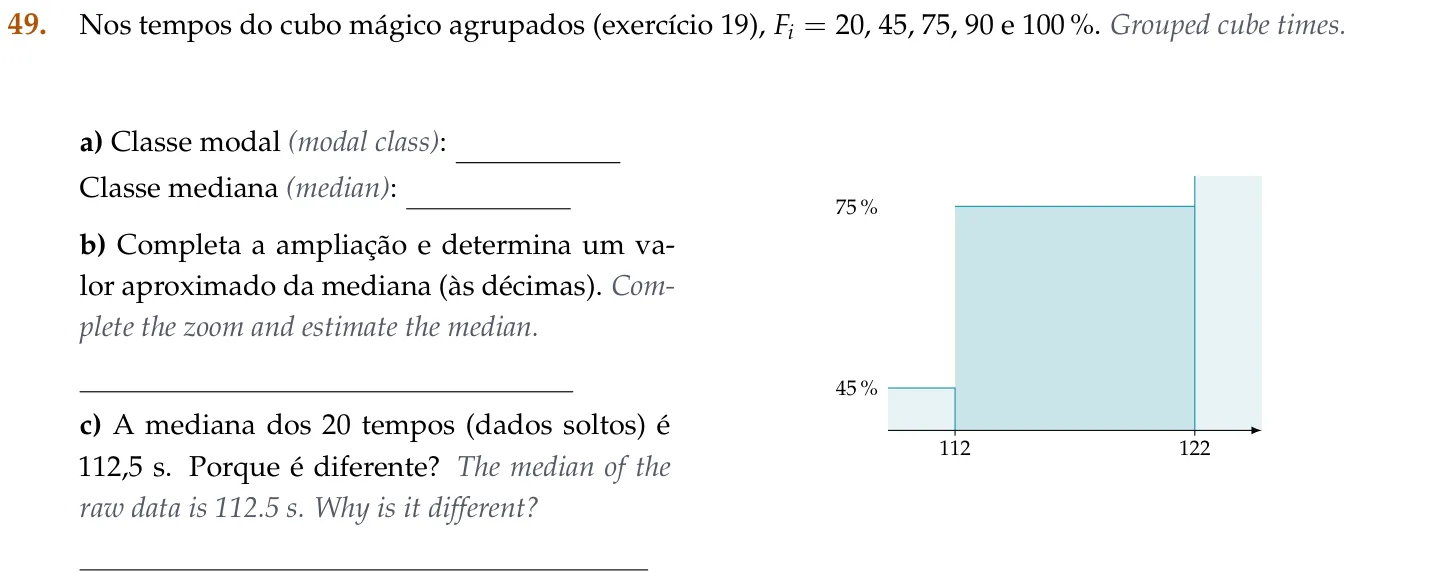 49. Nos tempos do cubo mágico agrupados (exercício 19), Fᵢ = 20, 45, 75, 90 e 100 %. Grouped cube times.
a) Classe modal (modal class): 
Classe mediana (median): 
b) Completa a ampliação e determina um va-
lor aproximado da mediana (às décimas). Com-
plete the zoom and estimate the median.
c) A mediana dos 20 tempos (dados soltos) é
112,5 s. Porque é diferente? The median of the
raw data is 112.5 s. Why is it different?
75 %
45 %
112
122